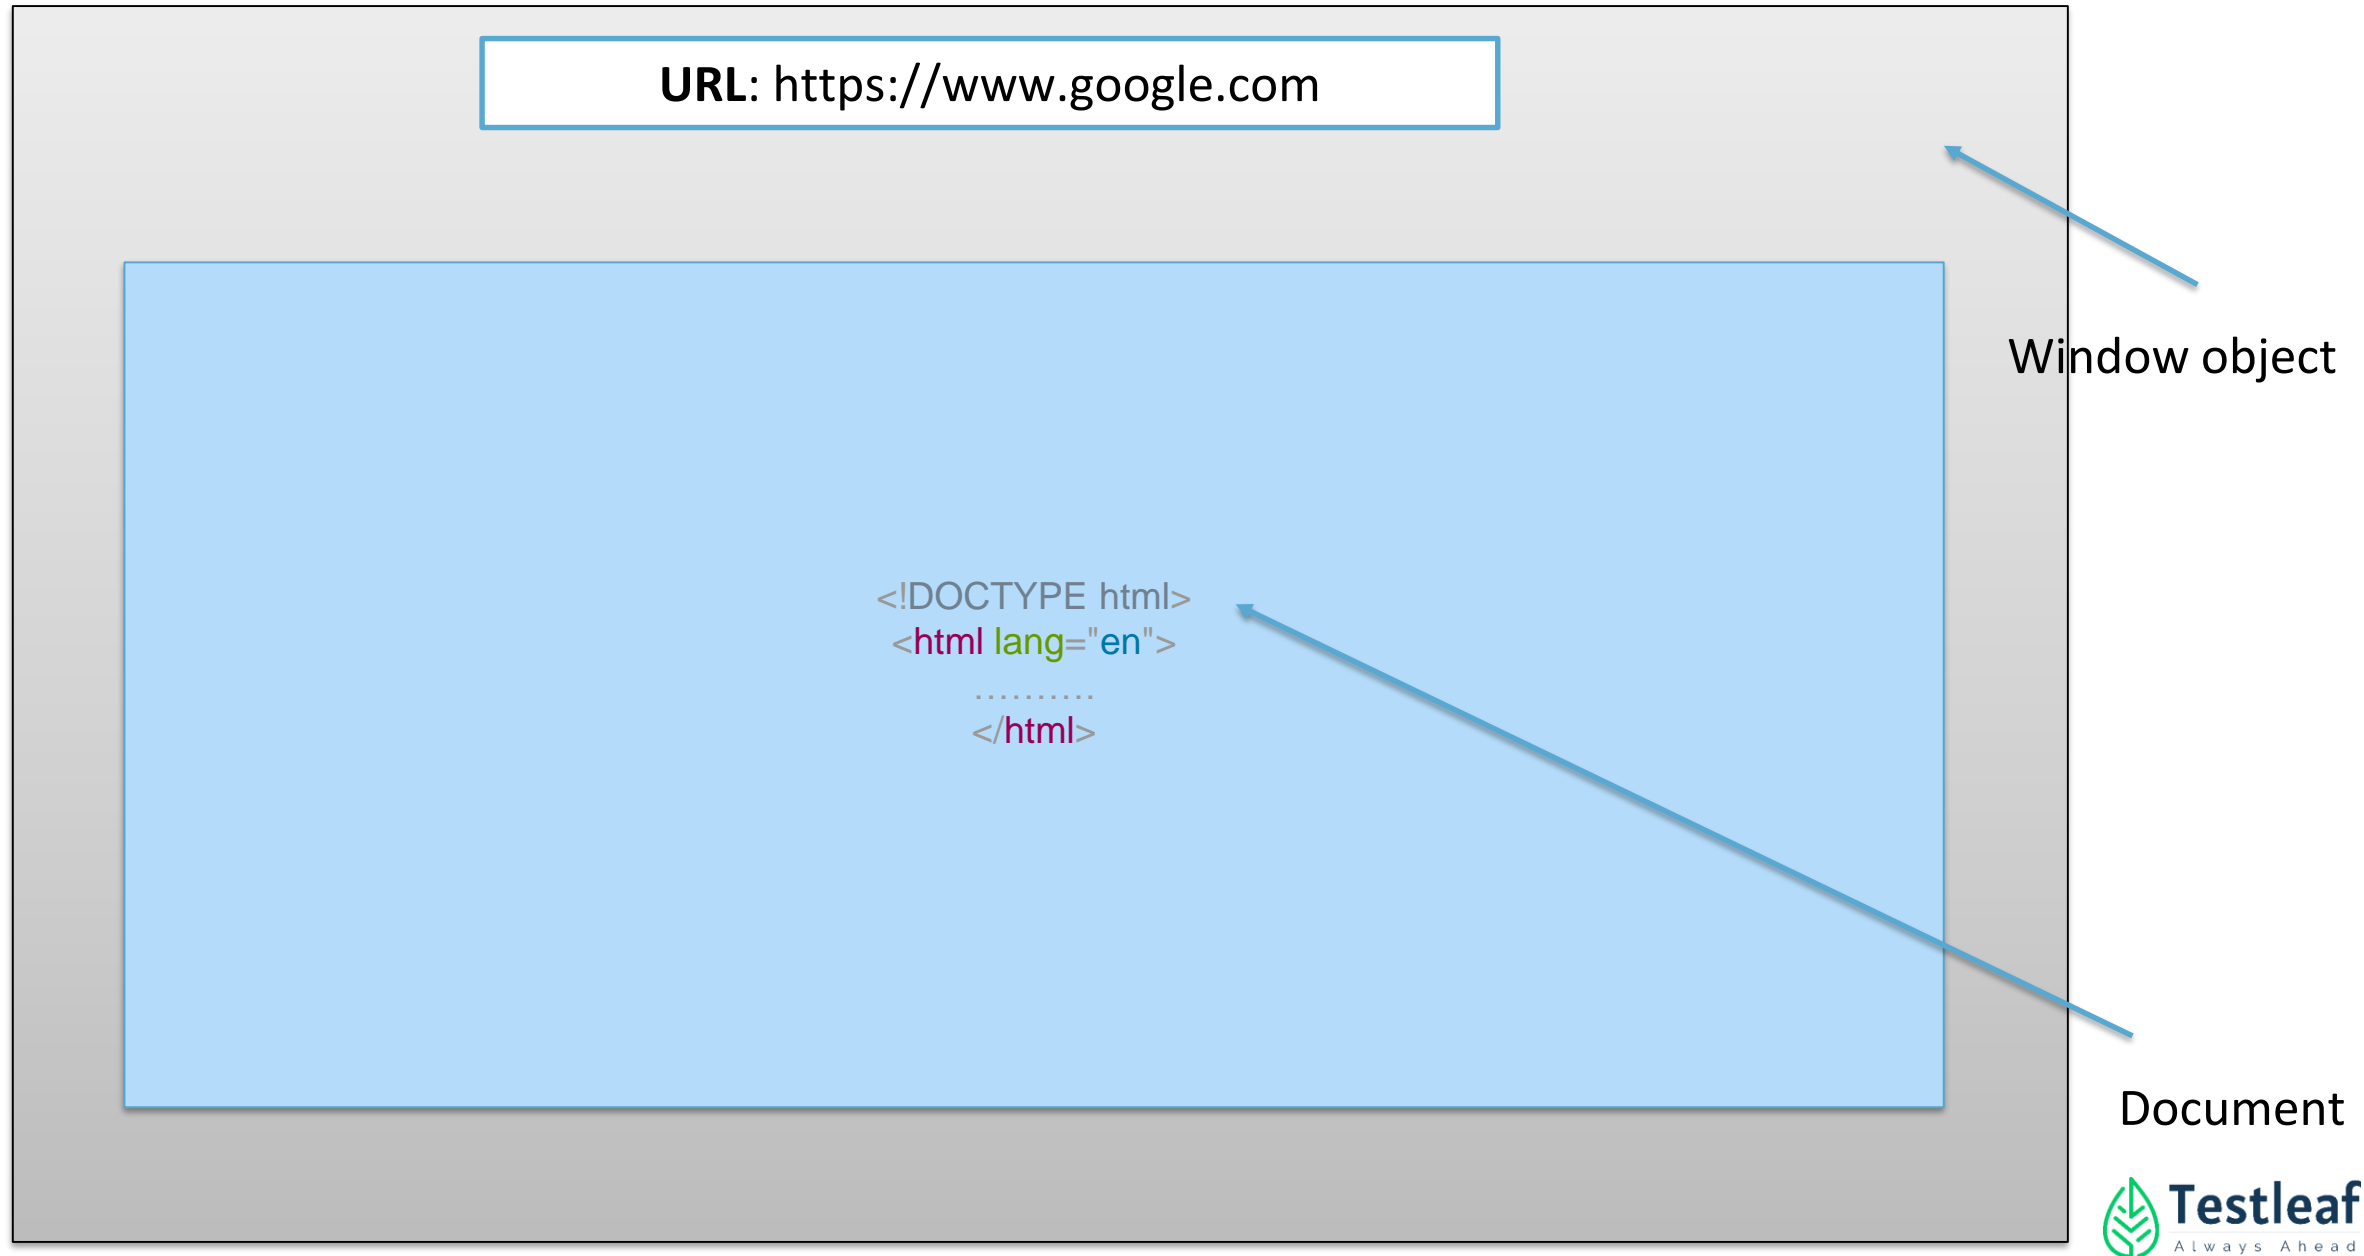 URL: https://www.google.com
Window object
<!DOCTYPE html>
<html lang="en">
..........
</html>
Document
Testleaf
Always Ahead